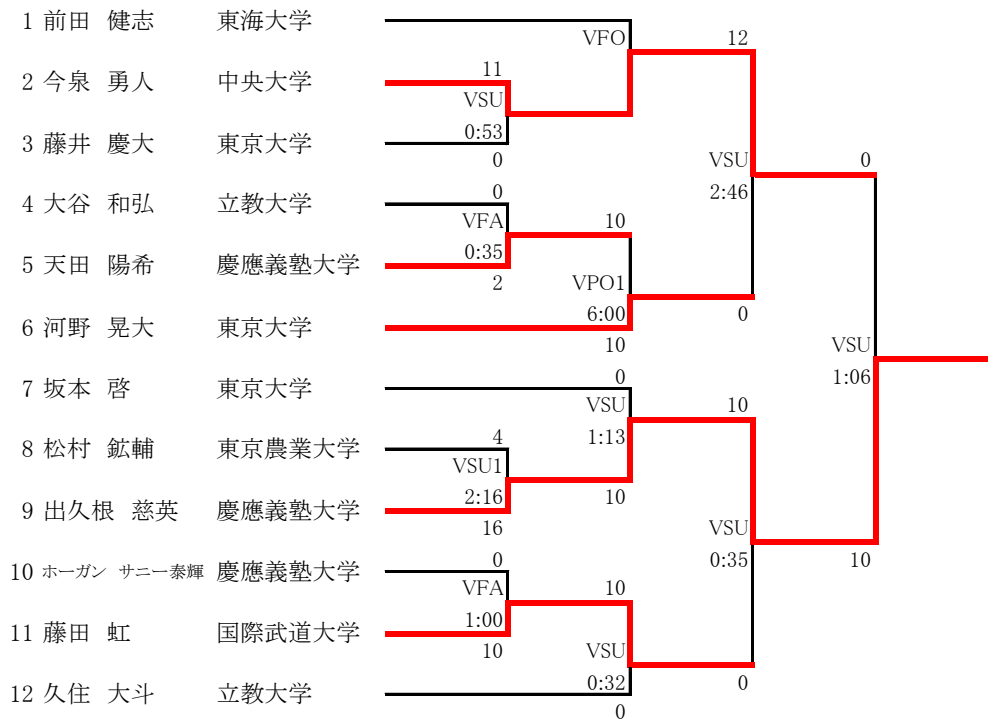 1 前田 健志 東海大学
VFO 12
11
2 今泉 勇人 中央大学
VSU
0:53
3 藤井 慶大 東京大学
0 VSU 0
2:46
0
4 大谷 和弘 立教大学
VFA 10
0:35
5 天田 陽希 慶應義塾大学
2 VPO1
6:00 0
6 河野 晃大 東京大学
10 VSU
0 1:06
7 坂本 啓 東京大学
VSU 10
1:13
4
8 松村 鉱輔 東京農業大学
VSU1
2:16 10
9 出久根 慈英 慶應義塾大学
16 VSU
0 0:35 10
10 ホーガン サニー泰輝 慶應義塾大学
VFA 10
1:00
11 藤田 虹 国際武道大学
10 VSU
0:32 0
12 久住 大斗 立教大学
0